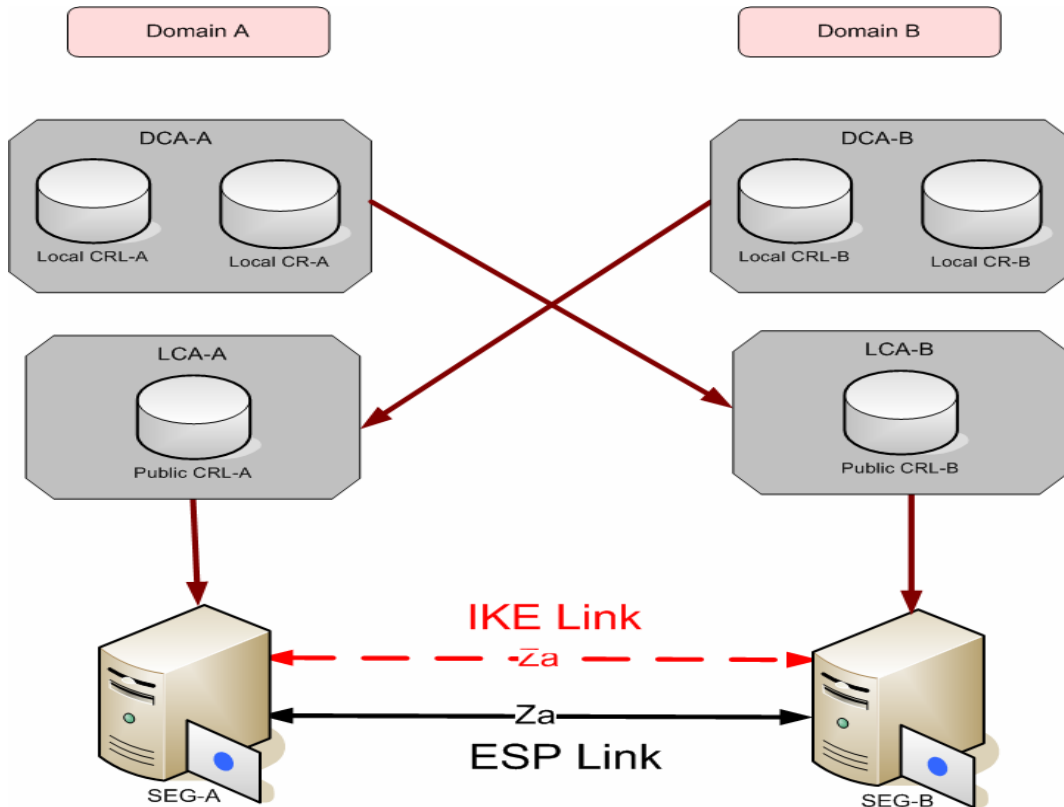 Domain A
Domain B
DCA-A
Local CRL-A
Local CR-A
DCA-B
Local CRL-B
Local CR-B
LCA-A
Public CRL-A
LCA-B
Public CRL-B
IKE Link
Za
Za
ESP Link
SEG-A
SEG-B